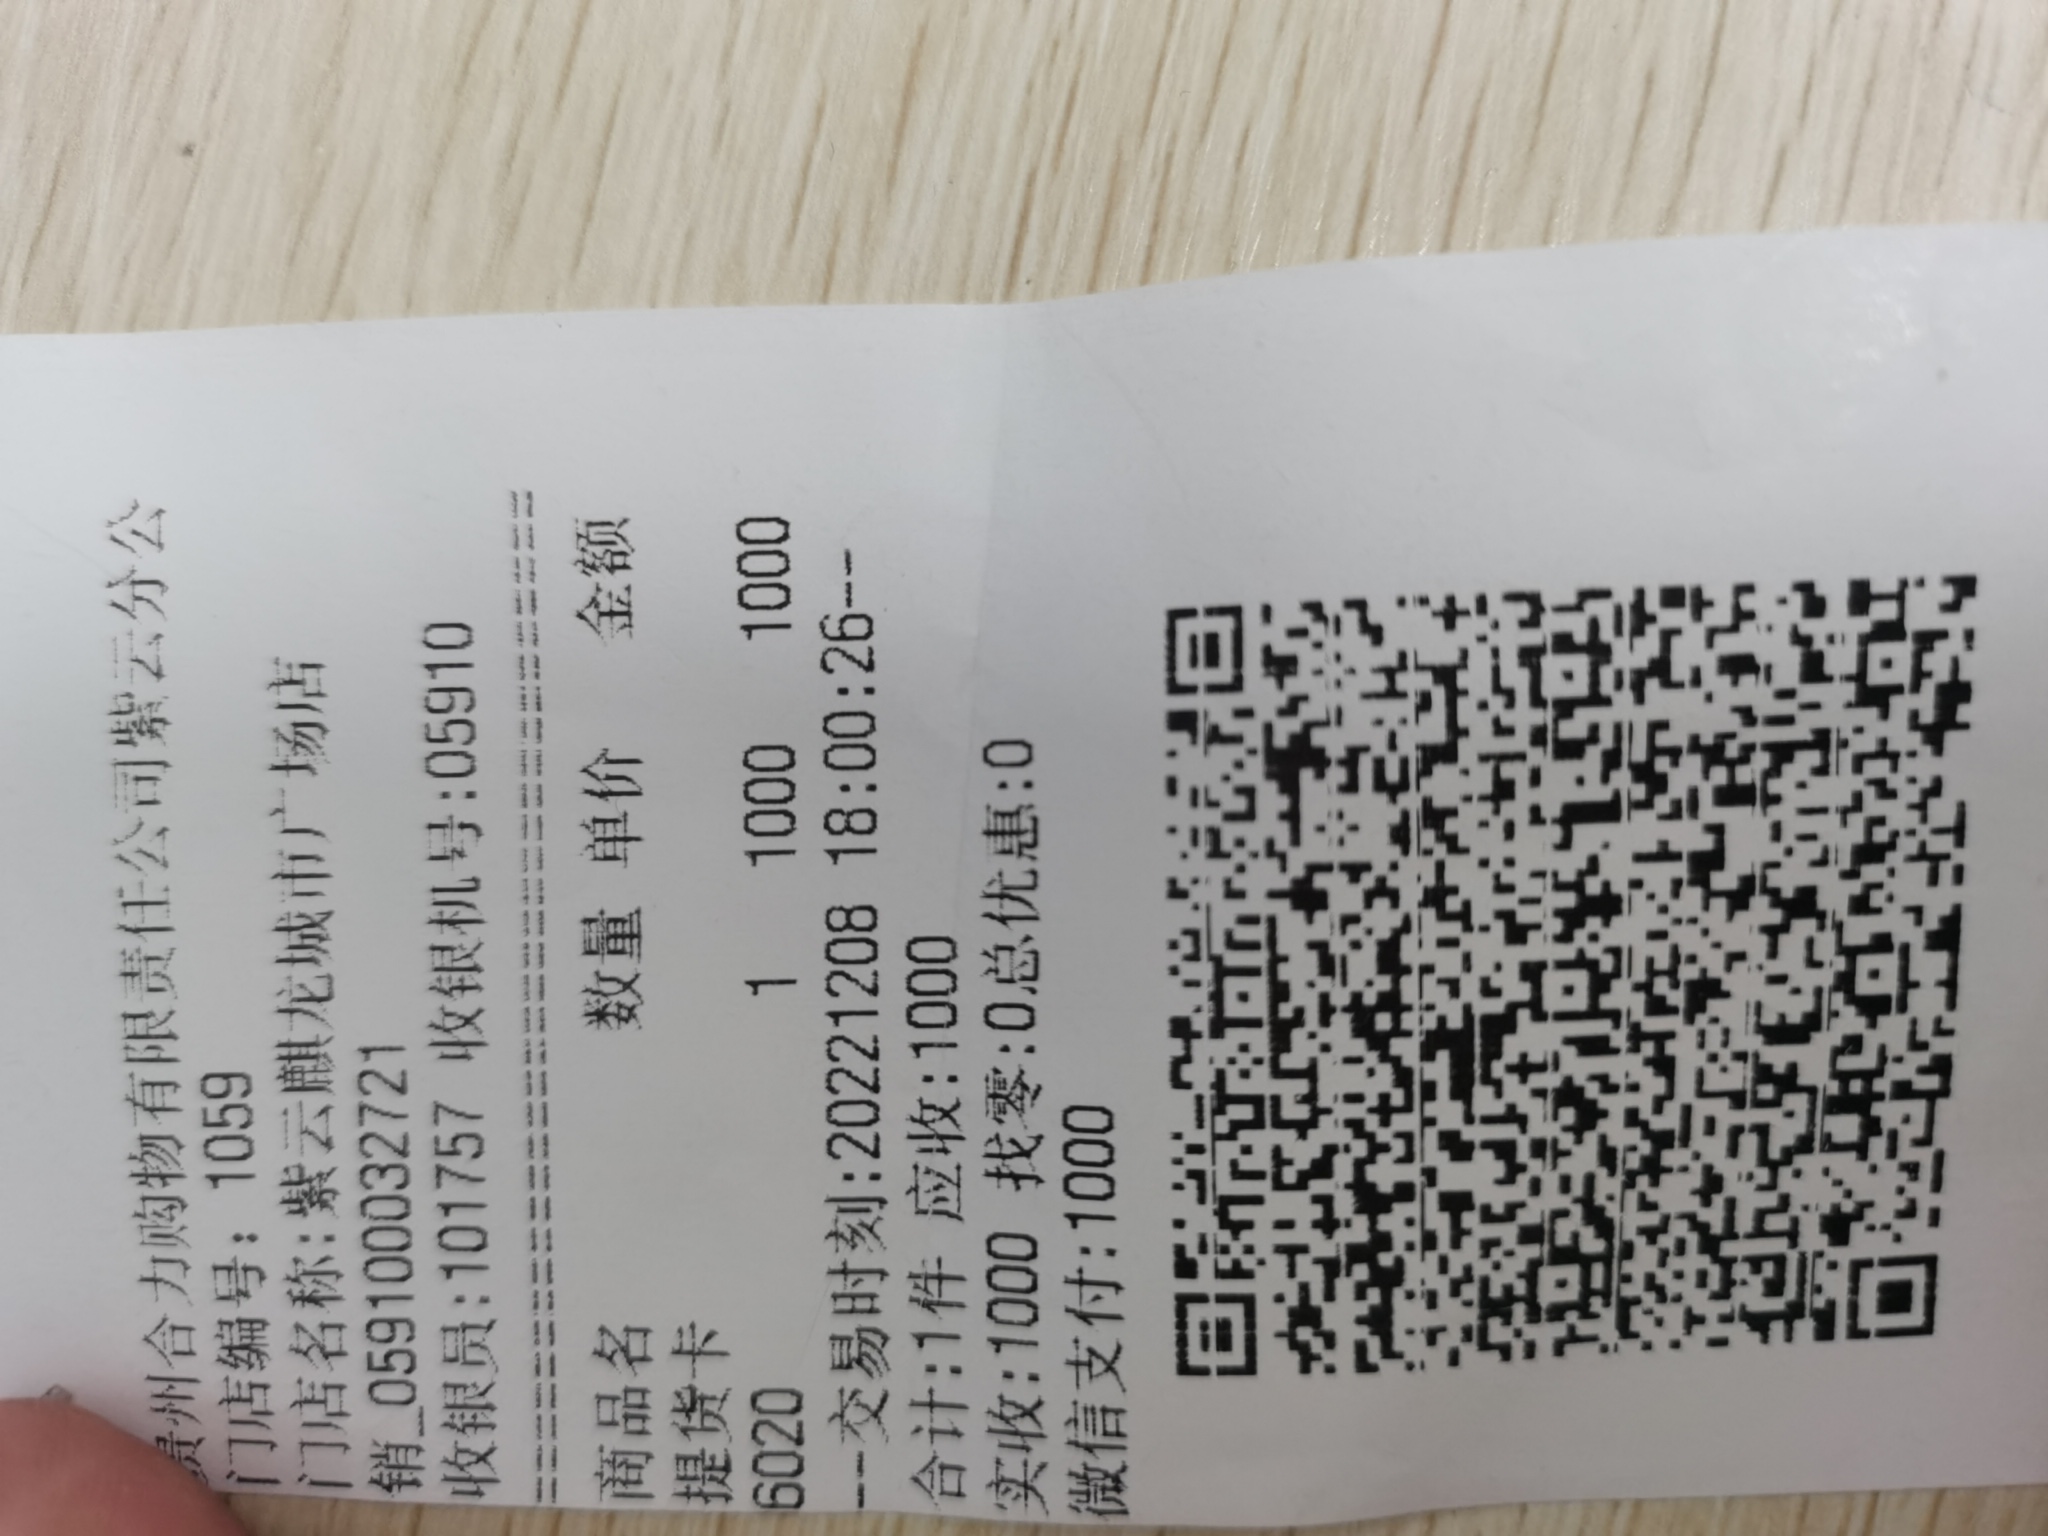 贵州合力购物有限责任公司紫云分公
门店编号: 1059
门店名称:紫云麒龙城市广场店
销_059100032721
收银员:101757 收银机号:05910
================================
商品名 数量 单价 金额
提货卡
6020 1 1000 1000
--交易时刻:20221208 18:00:26--
合计:1件 应收:1000
实收:1000 找零:0总优惠:0
微信支付:1000